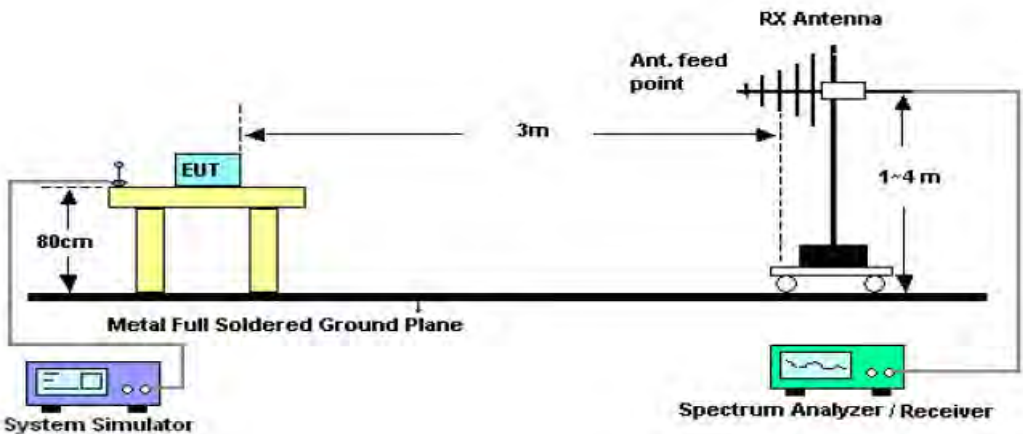 RX Antenna
Ant. feed
point
3m
EUT
1~4 m
80cm
Metal Full Soldered Ground Plane
System Simulator
Spectrum Analyzer / Receiver